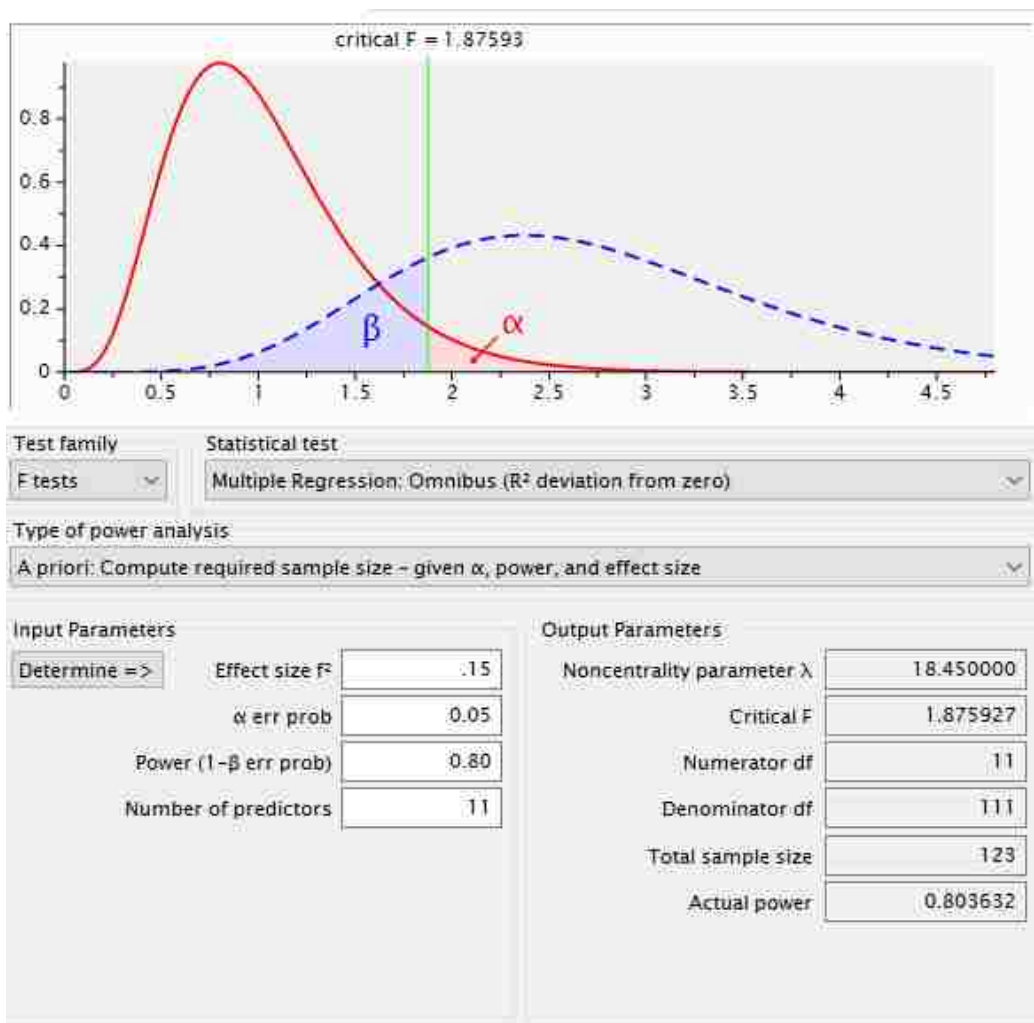 critical F = 1.87593
0.8
0.6
0.4
0.2
0
β
α
0 0.5 1 1.5 2 2.5 3 3.5 4 4.5
Test family Statistical test
F tests Multiple Regression: Omnibus (R² deviation from zero)
Type of power analysis
A priori: Compute required sample size – given α, power, and effect size
Input Parameters
Determine => Effect size f² .15
α err prob 0.05
Power (1–β err prob) 0.80
Number of predictors 11
Output Parameters
Noncentrality parameter λ 18.450000
Critical F 1.875927
Numerator df 11
Denominator df 111
Total sample size 123
Actual power 0.803632